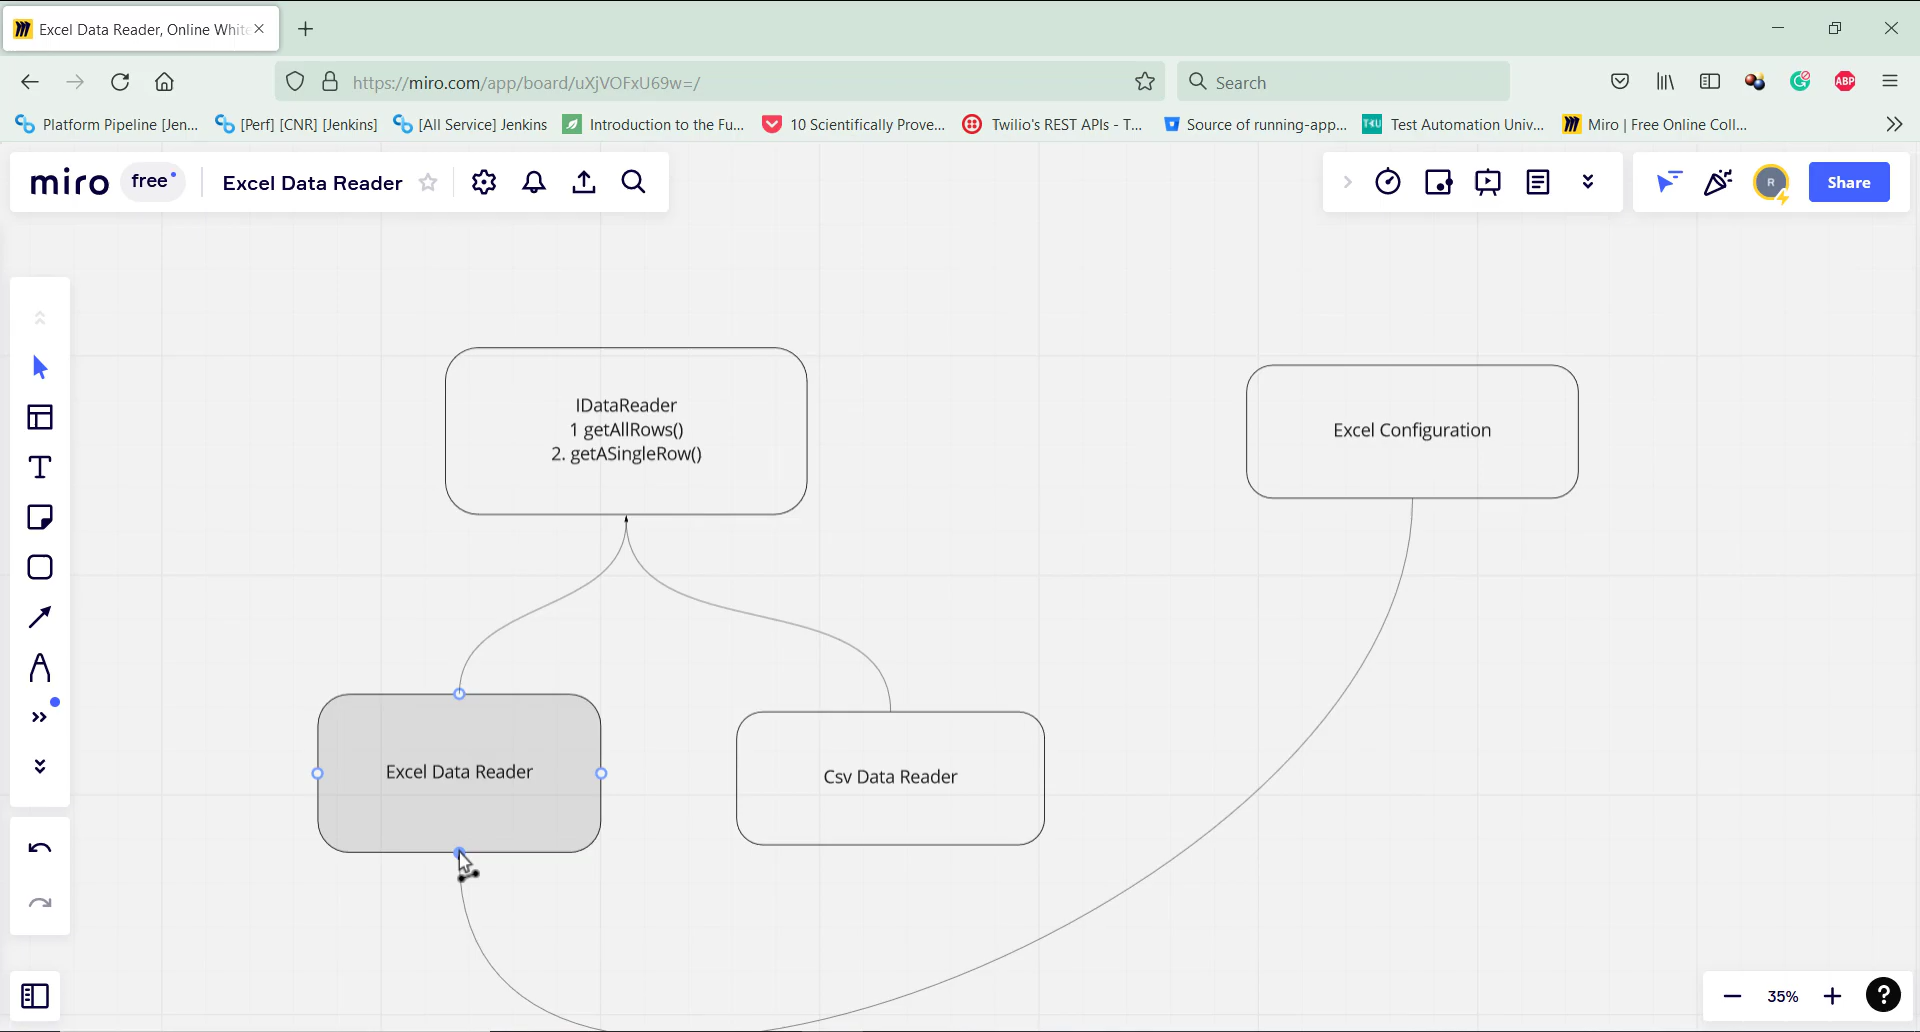 Excel Data Reader, Online White
https://miro.com/app/board/uXjVOFxU69w=/
Search
ABP
Platform Pipeline [Jen...
[Perf] [CNR] [Jenkins]
[All Service] Jenkins
Introduction to the Fu...
10 Scientifically Prove...
Twilio's REST APIs - T...
Source of running-app...
Test Automation Univ...
Miro | Free Online Coll...
miro
free
Excel Data Reader
R
Share
IDataReader
1 getAllRows()
2. getASingleRow()
Excel Configuration
Excel Data Reader
Csv Data Reader
35%